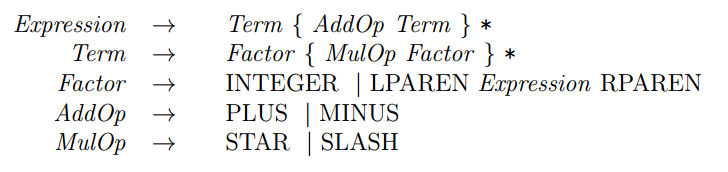 Expression → Term { AddOp Term } *
Term → Factor { MulOp Factor } *
Factor → INTEGER | LPAREN Expression RPAREN
AddOp → PLUS | MINUS
MulOp → STAR | SLASH